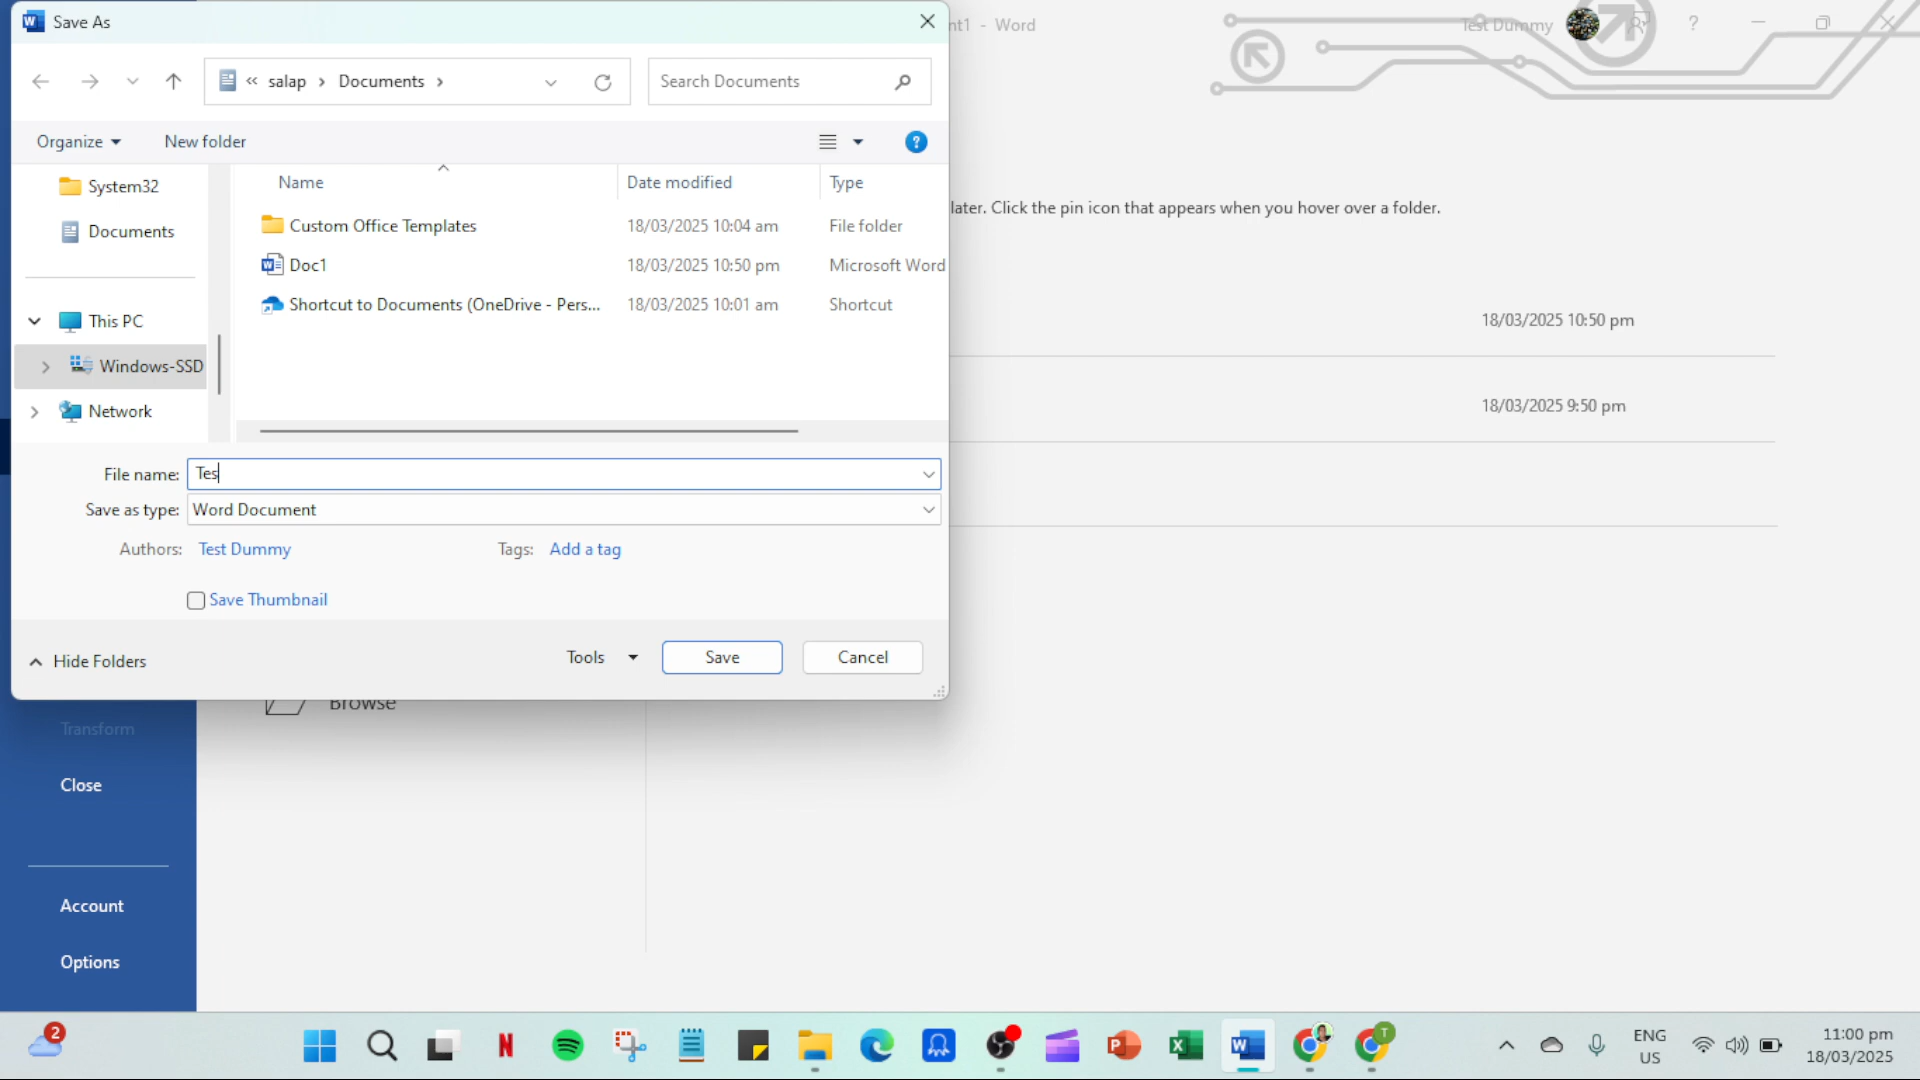 Save As
nt1 - Word
Test Dummy
?
« salap > Documents >
Search Documents
Organize
New folder
?
System32
Documents
This PC
Windows-SSD
Network
Name
Date modified
Type
Custom Office Templates
18/03/2025 10:04 am
File folder
Doc1
18/03/2025 10:50 pm
Microsoft Word
Shortcut to Documents (OneDrive - Pers...
18/03/2025 10:01 am
Shortcut
later. Click the pin icon that appears when you hover over a folder.
18/03/2025 10:50 pm
18/03/2025 9:50 pm
File name: Tes
Save as type: Word Document
Authors: Test Dummy
Tags: Add a tag
Save Thumbnail
Hide Folders
Tools
Save
Cancel
Browse
Transform
Close
Account
Options
2
N
P
X
W
T
ENG
US
11:00 pm
18/03/2025